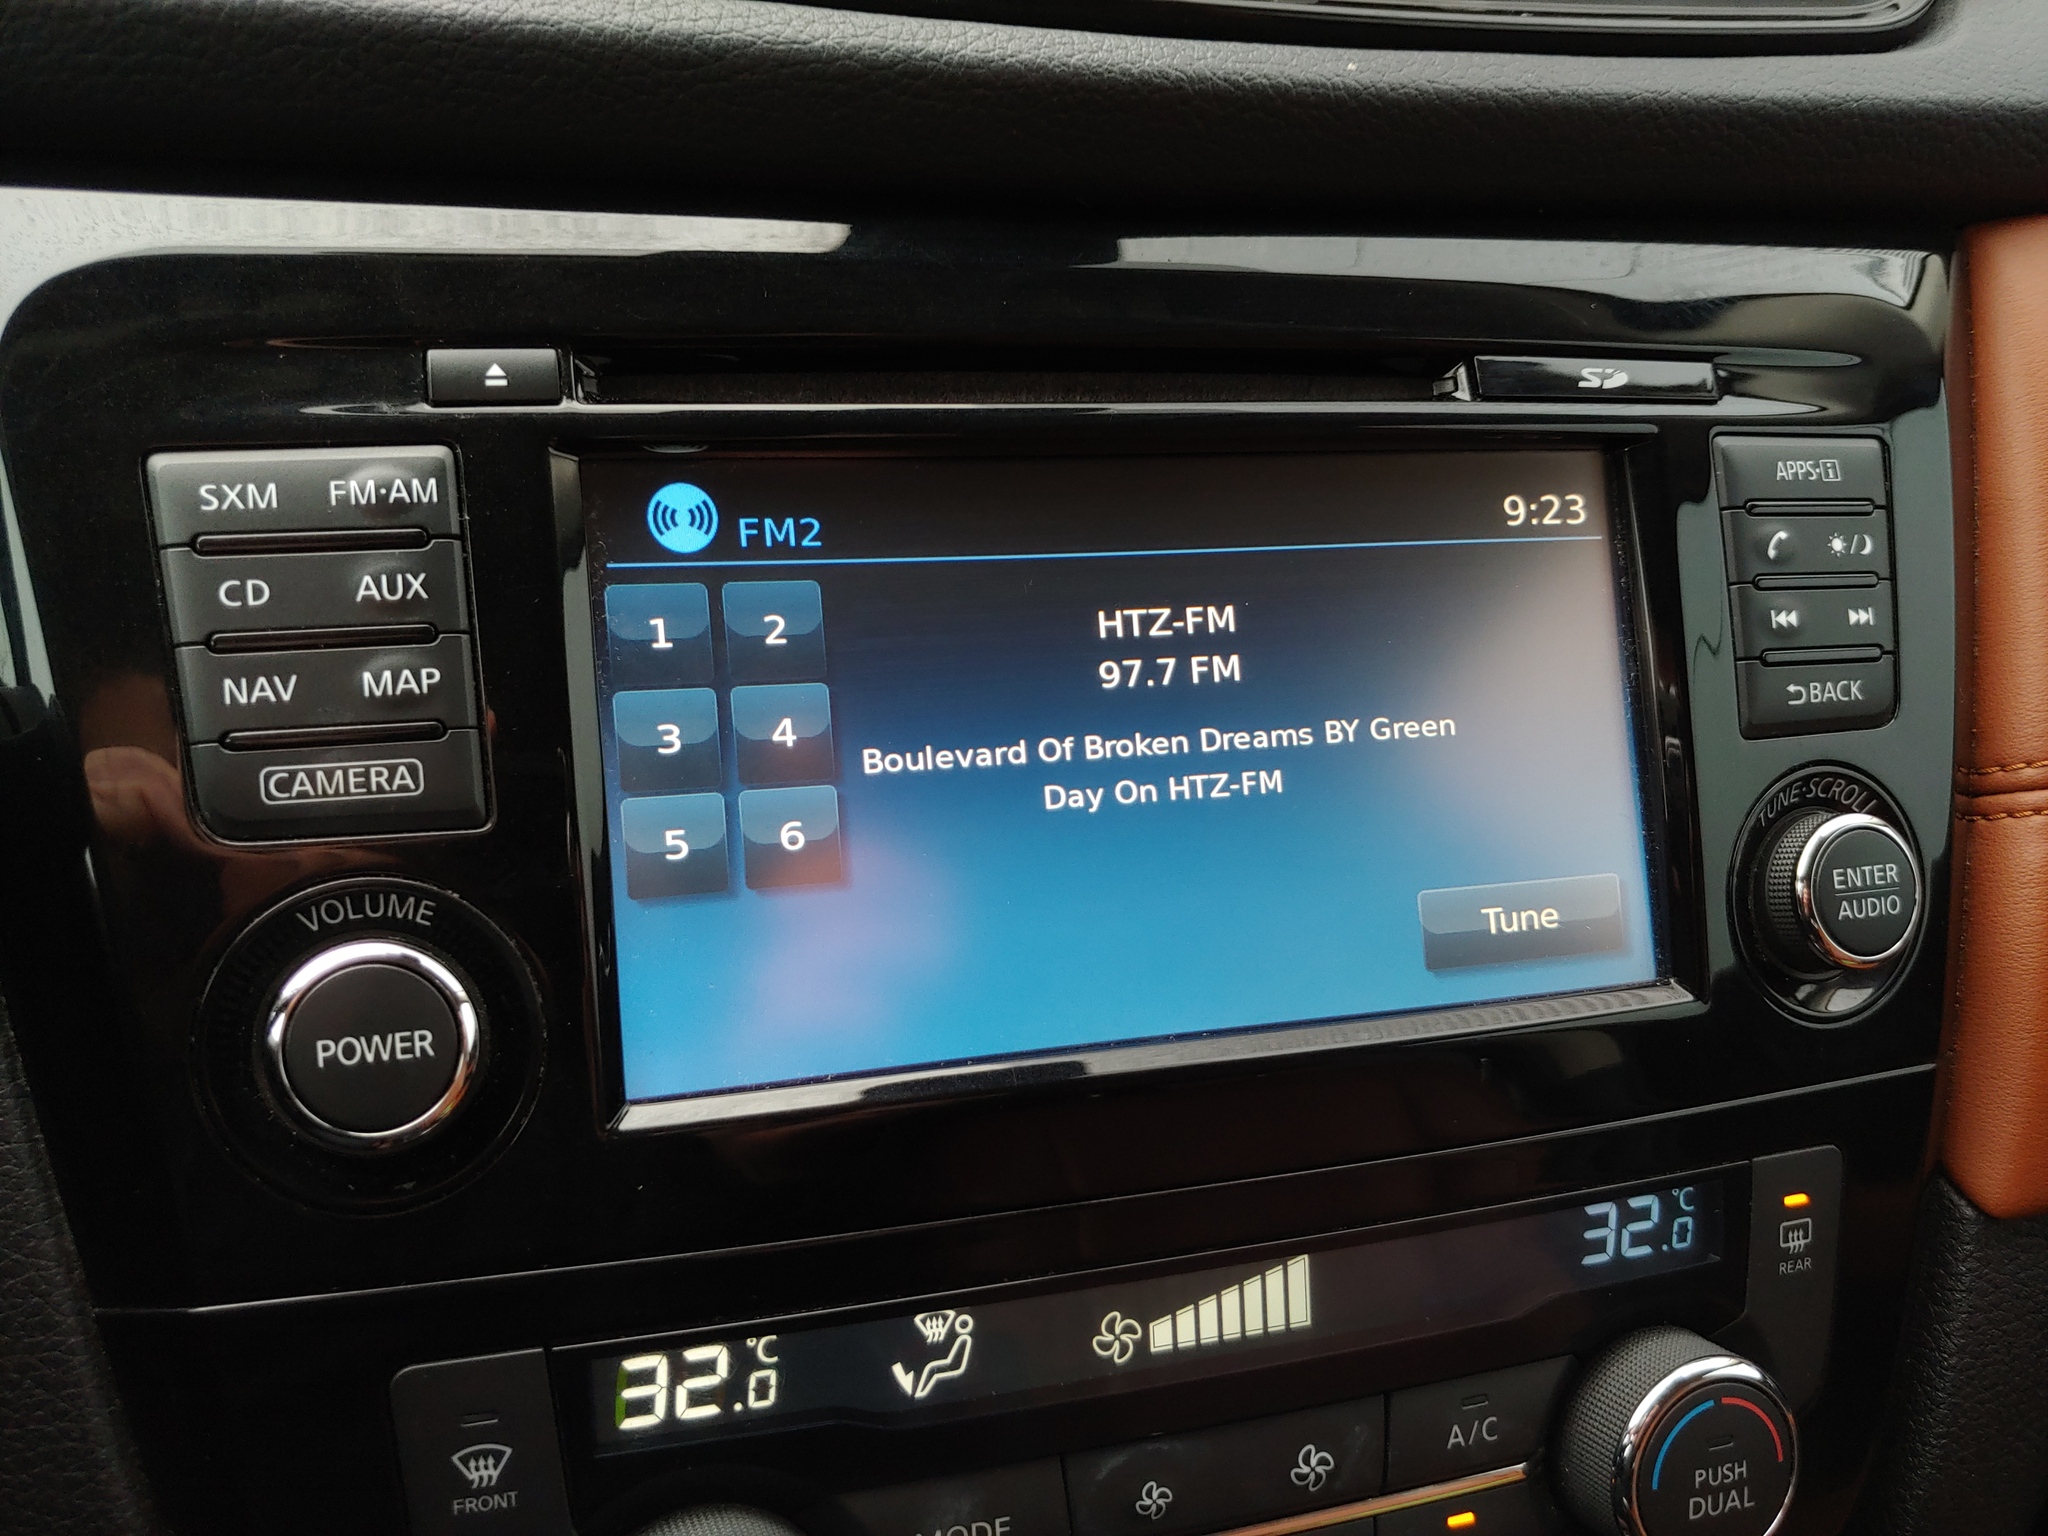 SD
SXM FM·AM
CD AUX
NAV MAP
CAMERA
VOLUME
POWER
FM2 9:23
1 2
3 4
5 6
HTZ-FM
97.7 FM
Boulevard Of Broken Dreams BY Green
Day On HTZ-FM
Tune
APPS·i
BACK
TUNE·SCROLL
ENTER
AUDIO
32.0 °C
32.0 °C
REAR
FRONT
MODE
A/C
PUSH
DUAL